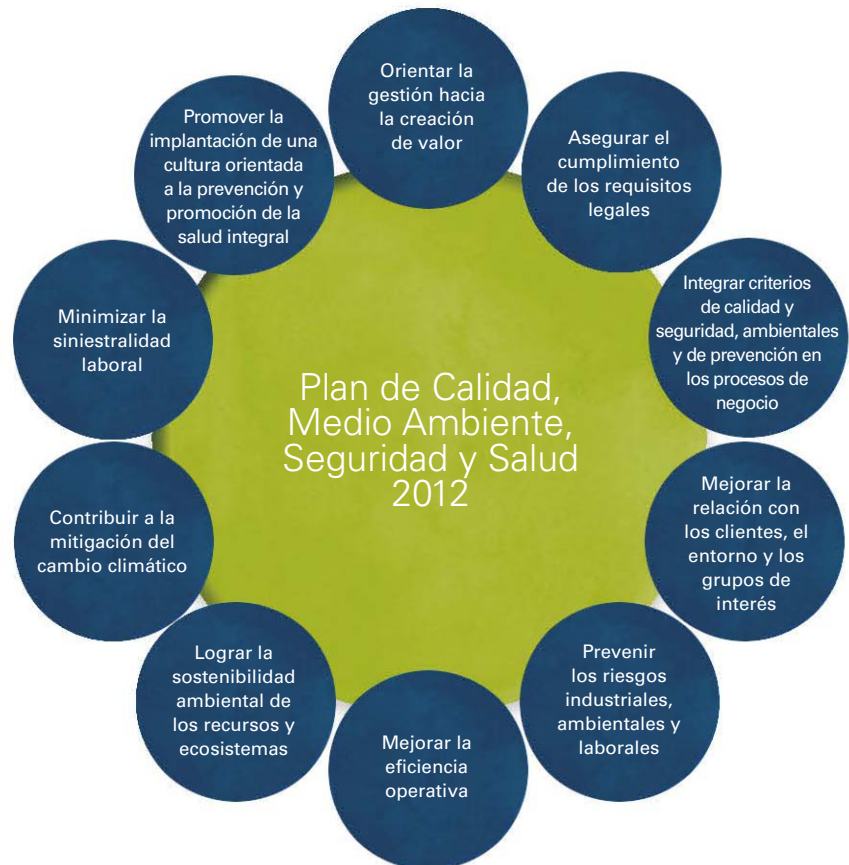 Orientar la
gestión hacia
la creación
de valor
Asegurar el
cumplimiento
de los requisitos
legales
Integrar criterios
de calidad y
seguridad, ambientales
y de prevención en
los procesos de
negocio
Mejorar la
relación con
los clientes, el
entorno y los
grupos de
interés
Prevenir
los riesgos
industriales,
ambientales y
laborales
Mejorar la
eficiencia
operativa
Lograr la
sostenibilidad
ambiental de
los recursos y
ecosistemas
Contribuir a la
mitigación del
cambio climático
Minimizar la
siniestralidad
laboral
Promover la
implantación de una
cultura orientada
a la prevención y
promoción de la
salud integral
Plan de Calidad,
Medio Ambiente,
Seguridad y Salud
2012